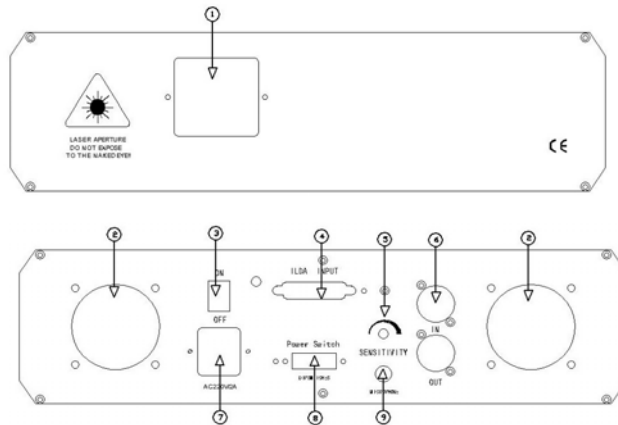 1
LASER APERTURE
DO NOT EXPOSE
TO THE NAKED EYE!
CE
2
3
4
5
6
2
ON
ILDA INPUT
OFF
IN
Power Switch
SENSITIVITY
OUT
7
8
9